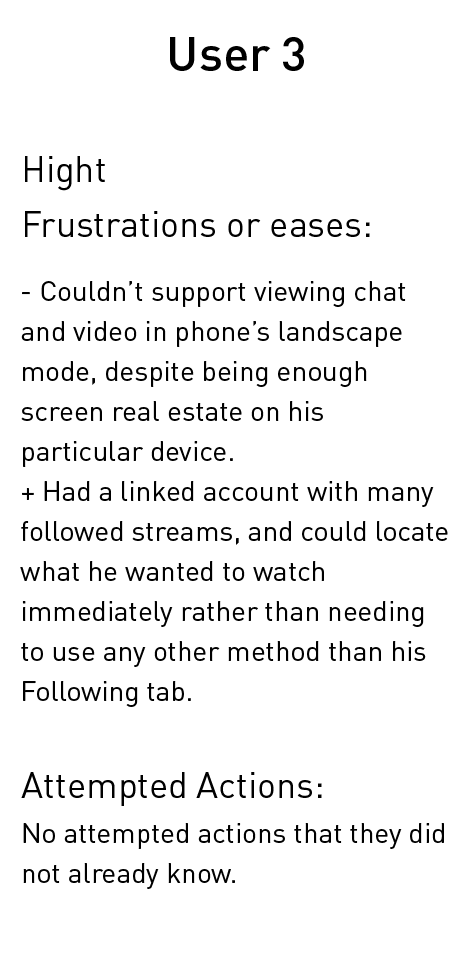 User 3
Hight
Frustrations or eases:
- Couldn’t support viewing chat
and video in phone’s landscape
mode, despite being enough
screen real estate on his
particular device.
+ Had a linked account with many
followed streams, and could locate
what he wanted to watch
immediately rather than needing
to use any other method than his
Following tab.
Attempted Actions:
No attempted actions that they did
not already know.